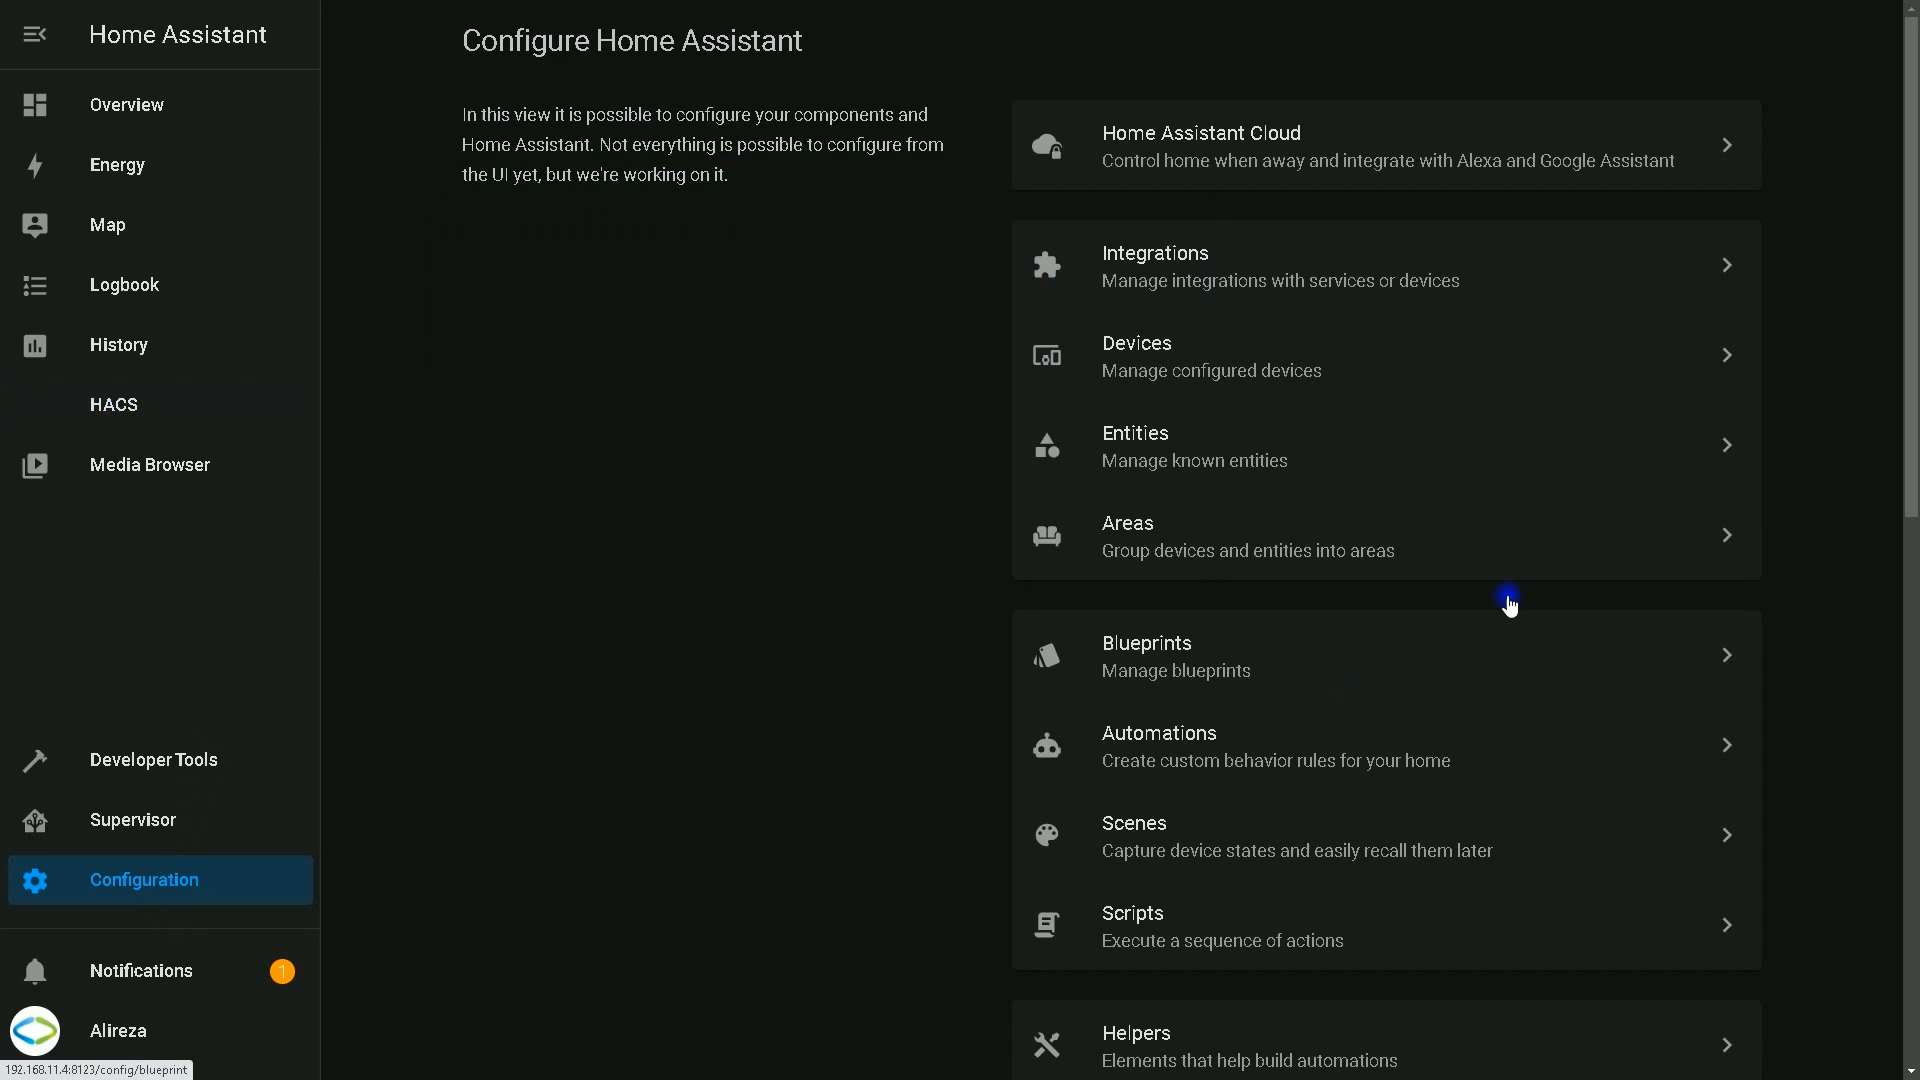 Home Assistant
Overview
Energy
Map
Logbook
History
HACS
Media Browser
Developer Tools
Supervisor
Configuration
Notifications 1
Alireza
192.168.11.4:8123/config/blueprint
Configure Home Assistant
In this view it is possible to configure your components and
Home Assistant. Not everything is possible to configure from
the UI yet, but we're working on it.
Home Assistant Cloud
Control home when away and integrate with Alexa and Google Assistant
Integrations
Manage integrations with services or devices
Devices
Manage configured devices
Entities
Manage known entities
Areas
Group devices and entities into areas
Blueprints
Manage blueprints
Automations
Create custom behavior rules for your home
Scenes
Capture device states and easily recall them later
Scripts
Execute a sequence of actions
Helpers
Elements that help build automations